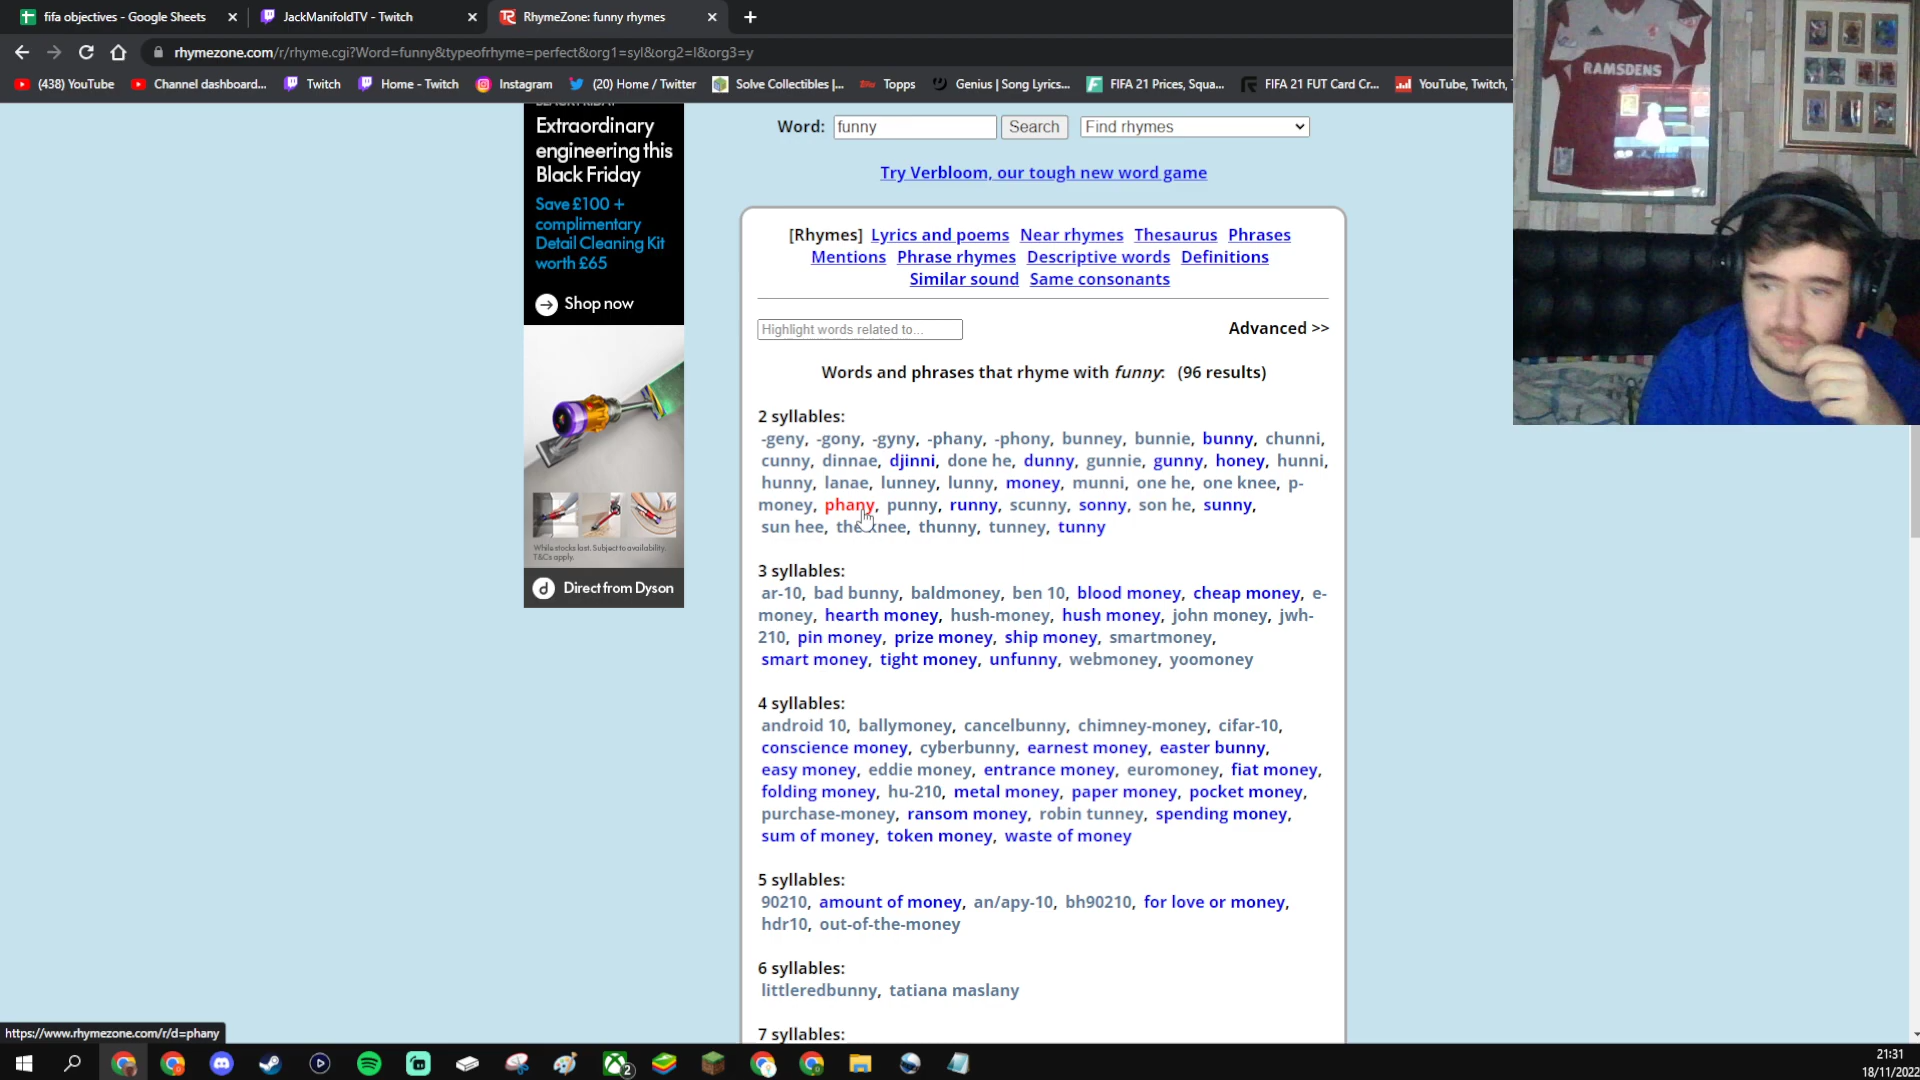 fifa objectives - Google Sheets
JackManifoldTV - Twitch
RhymeZone: funny rhymes
rhymezone.com/r/rhyme.cgi?Word=funny&typeofrhyme=perfect&org1=syl&org2=l&org3=y
(438) YouTube
Channel dashboard...
Twitch
Home - Twitch
Instagram
(20) Home / Twitter
Solve Collectibles |...
Topps
Genius | Song Lyrics...
FIFA 21 Prices, Squa...
FIFA 21 FUT Card Cr...
YouTube, Twitch,
RAMSDENS
Extraordinary
engineering this
Black Friday
Save £100 +
complimentary
Detail Cleaning Kit
worth £65
Shop now
While stocks last. Subject to availability.
T&Cs apply.
Direct from Dyson
Word: funny Search Find rhymes
Try Verbloom, our tough new word game
[Rhymes] Lyrics and poems Near rhymes Thesaurus Phrases
Mentions Phrase rhymes Descriptive words Definitions
Similar sound Same consonants
Highlight words related to...
Advanced >>
Words and phrases that rhyme with funny: (96 results)
2 syllables:
-geny, -gony, -gyny, -phany, -phony, bunney, bunnie, bunny, chunni,
cunny, dinnae, djinni, done he, dunny, gunnie, gunny, honey, hunni,
hunny, lanae, lunney, lunny, money, munni, one he, one knee, p-
money, phany, punny, runny, scunny, sonny, son he, sunny,
sun hee, the knee, thunny, tunney, tunny
3 syllables:
ar-10, bad bunny, baldmoney, ben 10, blood money, cheap money, e-
money, hearth money, hush-money, hush money, john money, jwh-
210, pin money, prize money, ship money, smartmoney,
smart money, tight money, unfunny, webmoney, yoomoney
4 syllables:
android 10, ballymoney, cancelbunny, chimney-money, cifar-10,
conscience money, cyberbunny, earnest money, easter bunny,
easy money, eddie money, entrance money, euromoney, fiat money,
folding money, hu-210, metal money, paper money, pocket money,
purchase-money, ransom money, robin tunney, spending money,
sum of money, token money, waste of money
5 syllables:
90210, amount of money, an/apy-10, bh90210, for love or money,
hdr10, out-of-the-money
6 syllables:
littleredbunny, tatiana maslany
7 syllables:
https://www.rhymezone.com/r/d=phany
2
21:31
18/11/2022